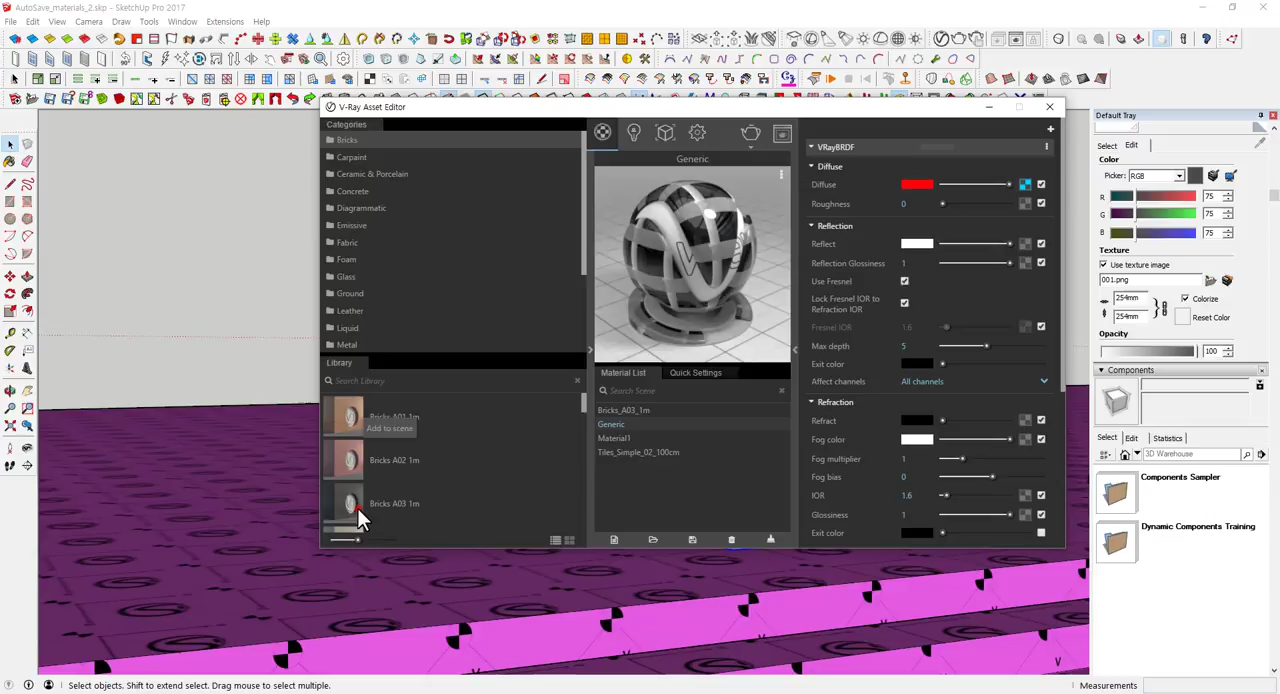 AutoSave_materials_2.skp - SketchUp Pro 2017
File Edit View Camera Draw Tools Window Extensions Help
V-Ray Asset Editor
Categories
Bricks
Carpaint
Ceramic & Porcelain
Concrete
Diagrammatic
Emissive
Fabric
Foam
Glass
Ground
Leather
Liquid
Metal
Library
Search Library
Bricks A01 1m
Add to scene
Bricks A02 1m
Bricks A03 1m
Generic
Material List Quick Settings
Search Scene
Bricks_A03_1m
Generic
Material1
Tiles_Simple_02_100cm
VRayBRDF
Diffuse
Diffuse
Roughness 0
Reflection
Reflect
Reflection Glossiness 1
Use Fresnel
Lock Fresnel IOR to
Refraction IOR
Fresnel IOR 1.6
Max depth 5
Exit color
Affect channels All channels
Refraction
Refract
Fog color
Fog multiplier 1
Fog bias 0
IOR 1.6
Glossiness 1
Exit color
Default Tray
Select Edit
Color
Picker: RGB
R 75
G 75
B 75
Texture
Use texture image
001.png
254mm Colorize
254mm Reset Color
Opacity
100
Components
Select Edit Statistics
3D Warehouse
Components Sampler
Dynamic Components Training
Select objects. Shift to extend select. Drag mouse to select multiple.
Measurements